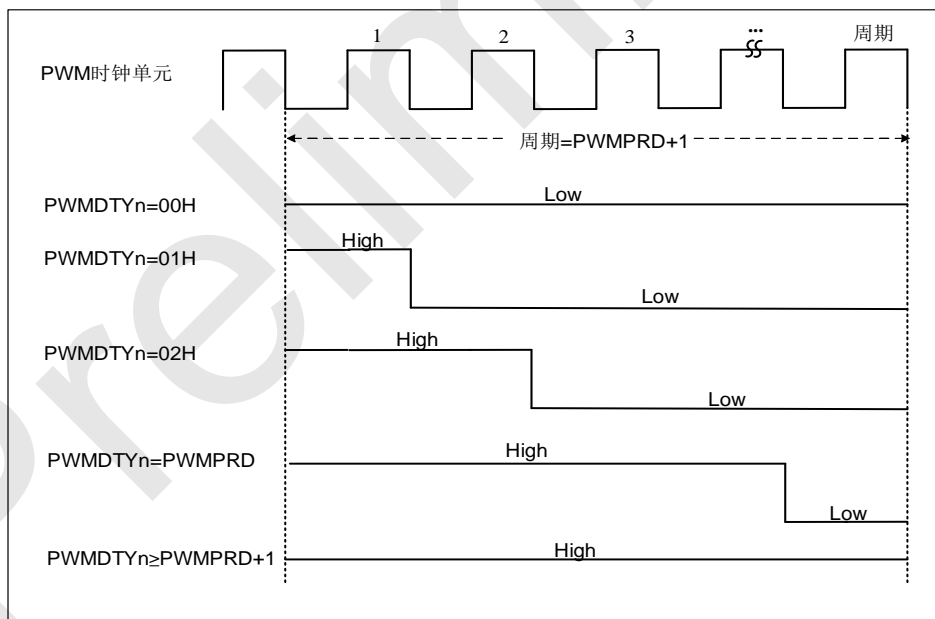 1 2 3 ... 周期
PWM时钟单元
周期=PWMPRD+1
PWMDTYn=00H
Low
PWMDTYn=01H
High
Low
PWMDTYn=02H
High
Low
PWMDTYn=PWMPRD
High
Low
PWMDTYn≥PWMPRD+1
High